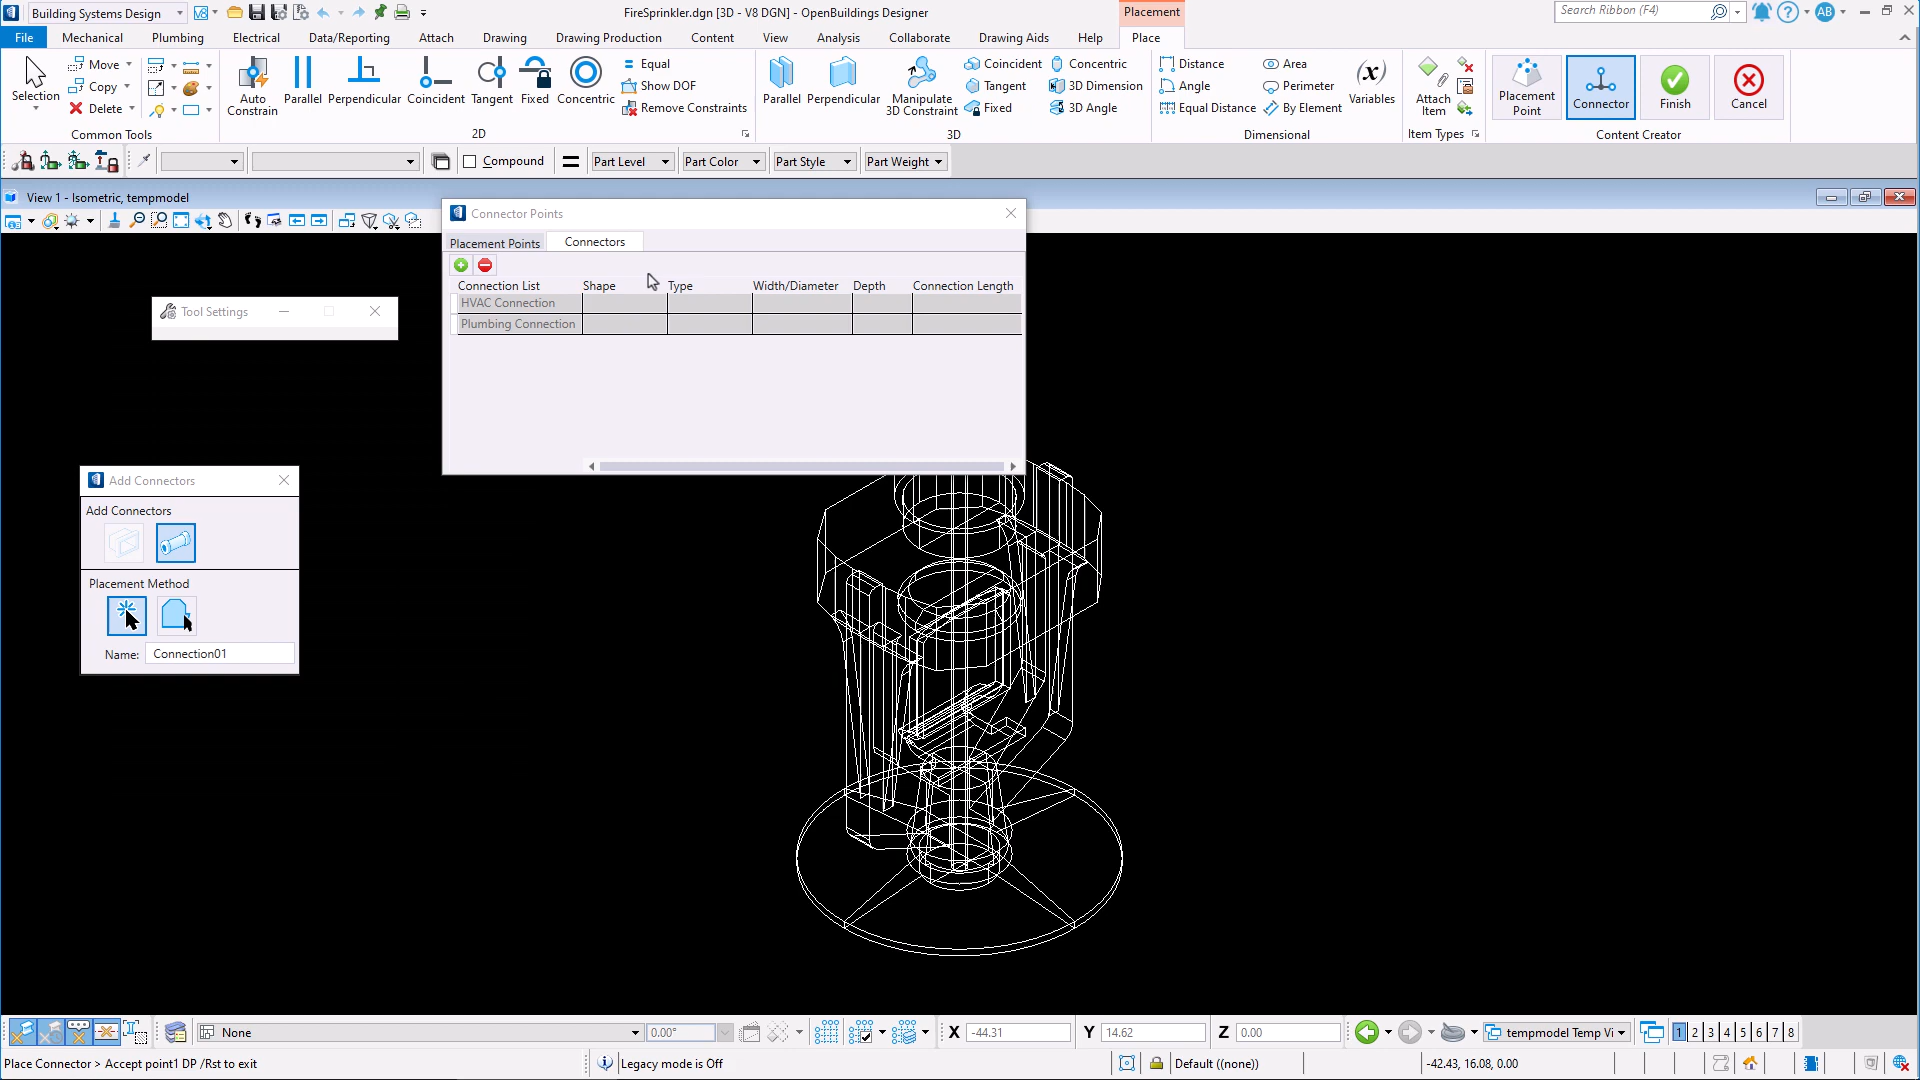 Building Systems Design
FireSprinkler.dgn [3D - V8 DGN] - OpenBuildings Designer
Placement
Search Ribbon (F4)
AB
File Mechanical Plumbing Electrical Data/Reporting Attach Drawing Drawing Production Content View Analysis Collaborate Drawing Aids Help Place
Selection
Move
Copy
Delete
Common Tools
Auto Constrain
Parallel
Perpendicular
Coincident
Tangent
Fixed
Concentric
Equal
Show DOF
Remove Constraints
2D
Parallel
Perpendicular
Manipulate 3D Constraint
Coincident
Tangent
Fixed
Concentric
3D Dimension
3D Angle
3D
Distance
Angle
Equal Distance
Area
Perimeter
By Element
(x)
Variables
Dimensional
Attach Item
Item Types
Placement Point
Connector
Finish
Cancel
Content Creator
Compound
Part Level
Part Color
Part Style
Part Weight
View 1 - Isometric, tempmodel
Connector Points
Placement Points Connectors
Connection List Shape Type Width/Diameter Depth Connection Length
HVAC Connection
Plumbing Connection
Tool Settings
Add Connectors
Add Connectors
Placement Method
Name: Connection01
None
0.00°
X -44.31
Y 14.62
Z 0.00
tempmodel Temp Vi
1 2 3 4 5 6 7 8
Place Connector > Accept point1 DP /Rst to exit
Legacy mode is Off
Default ((none))
-42.43, 16.08, 0.00